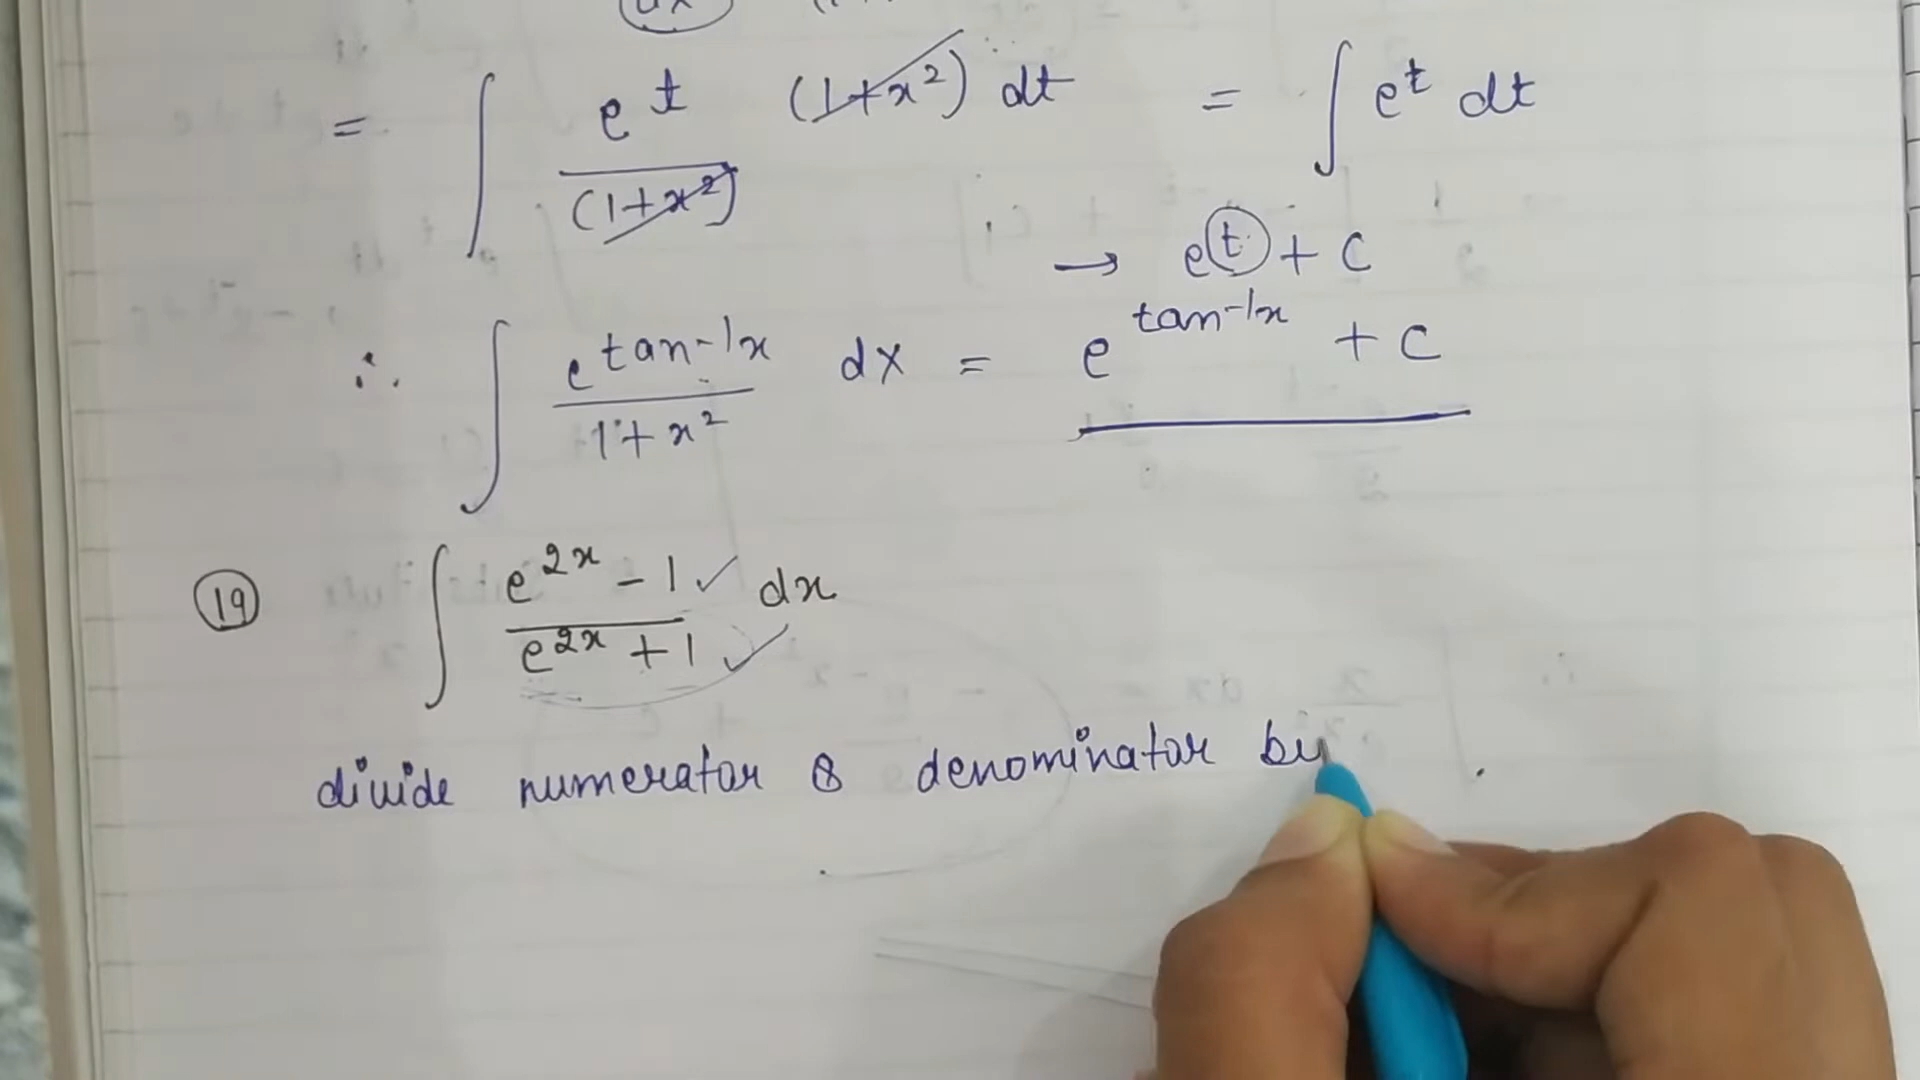 = ∫ e^t/(1+x²) (1+x²) dt = ∫ e^t dt
→ e^t + c
∴ ∫ e^tan-1x/1+x² dx = e^tan-1x + c
19 ∫ e^2x - 1/e^2x + 1 dx
divide numerator & denominator by